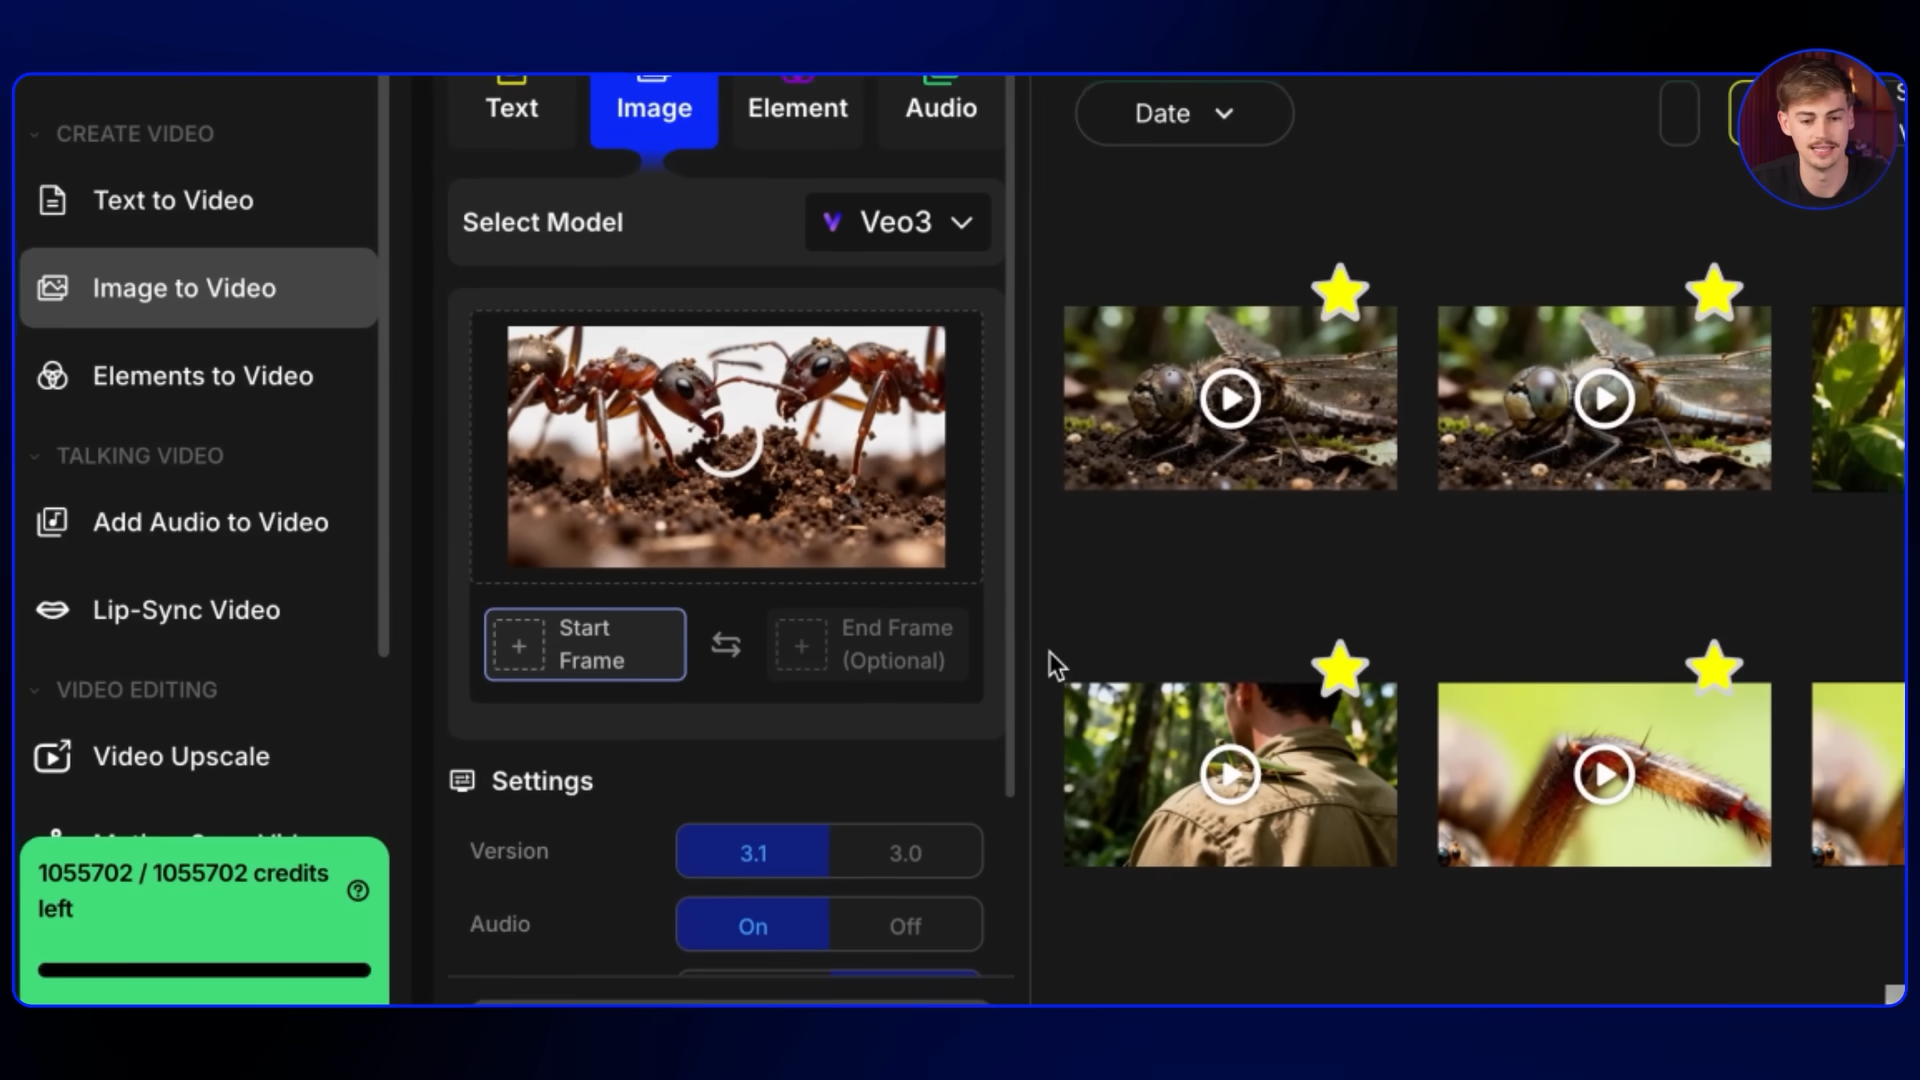 CREATE VIDEO
Text to Video
Image to Video
Elements to Video
TALKING VIDEO
Add Audio to Video
Lip-Sync Video
VIDEO EDITING
Video Upscale
1055702 / 1055702 credits
left
Text
Image
Element
Audio
Select Model
Veo3
Start
Frame
End Frame
(Optional)
Settings
Version
3.1
3.0
Audio
On
Off
Date